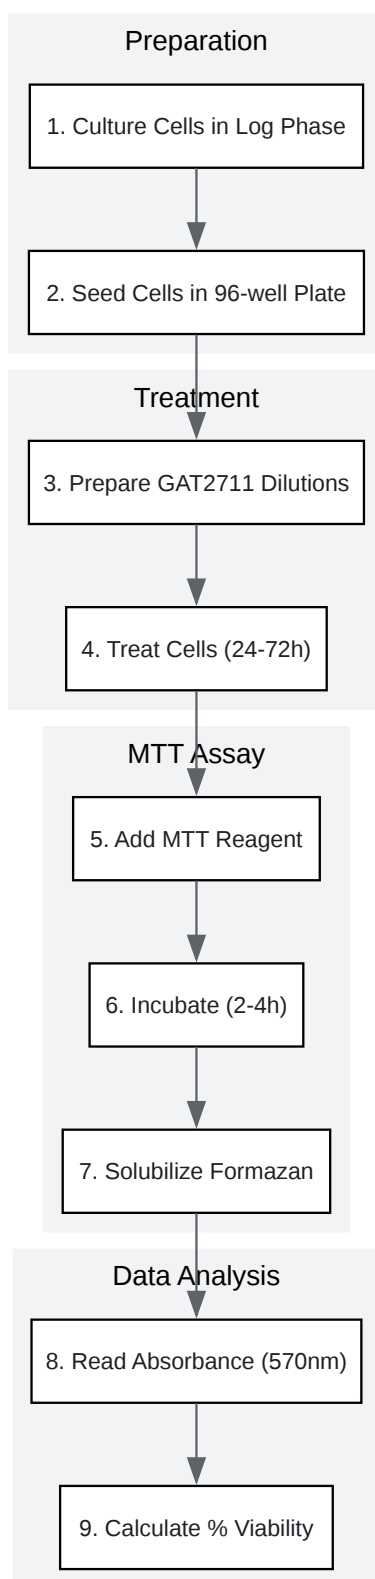 Preparation
1. Culture Cells in Log Phase
2. Seed Cells in 96-well Plate
Treatment
3. Prepare GAT2711 Dilutions
4. Treat Cells (24-72h)
MTT Assay
5. Add MTT Reagent
6. Incubate (2-4h)
7. Solubilize Formazan
Data Analysis
8. Read Absorbance (570nm)
9. Calculate % Viability